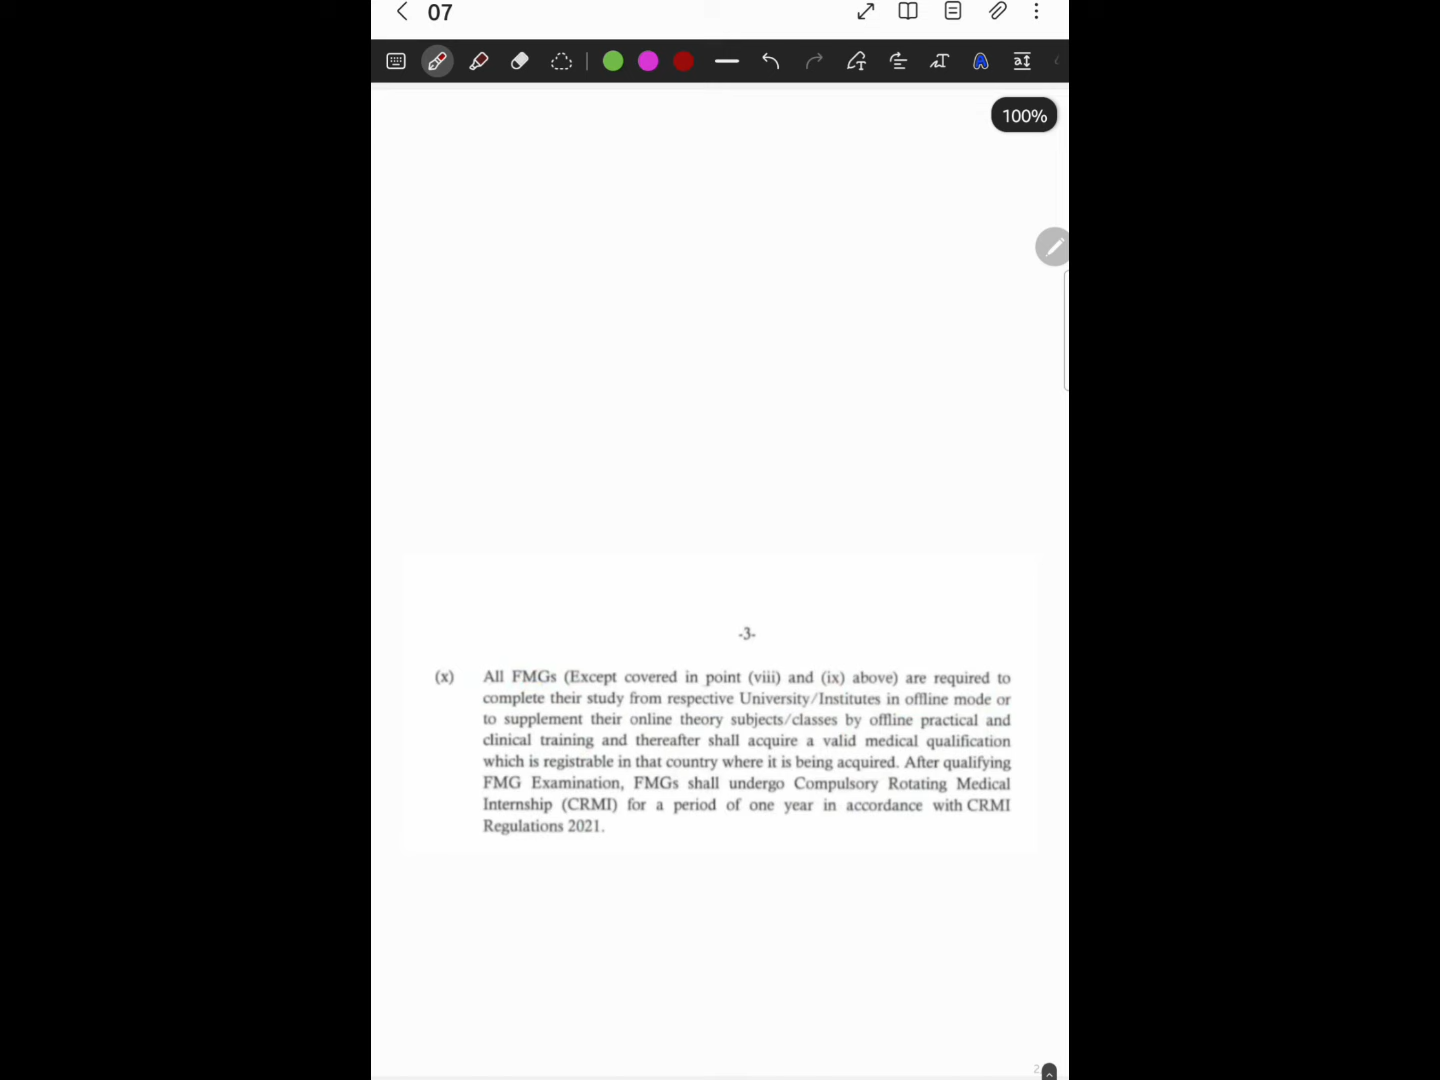 07
100%
-3-
(x) All FMGs (Except covered in point (viii) and (ix) above) are required to
complete their study from respective University/Institutes in offline mode or
to supplement their online theory subjects/classes by offline practical and
clinical training and thereafter shall acquire a valid medical qualification
which is registrable in that country where it is being acquired. After qualifying
FMG Examination, FMGs shall undergo Compulsory Rotating Medical
Internship (CRMI) for a period of one year in accordance with CRMI
Regulations 2021.